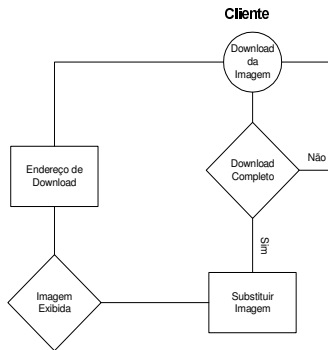 Cliente
Download
da
Imagem
Endereço de
Download
Download
Completo
Não
Sim
Imagem
Exibida
Substituir
Imagem